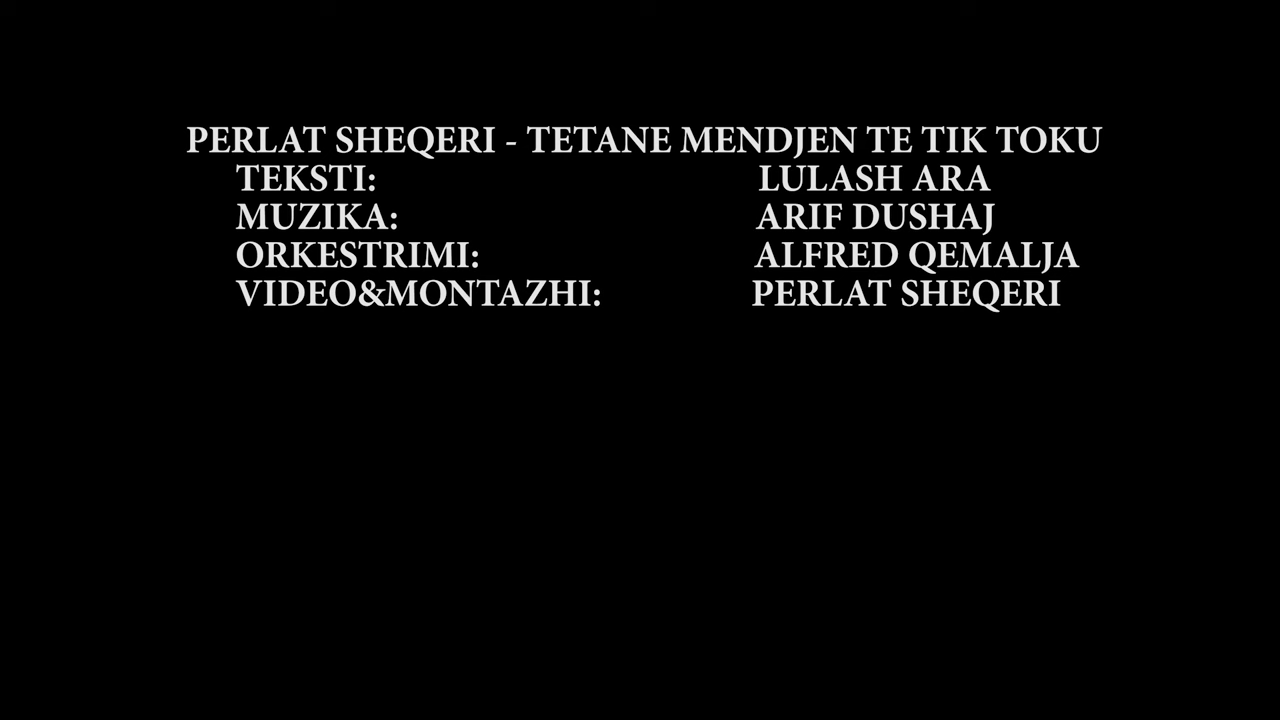 PERLAT SHEQERI - TETANE MENDJEN TE TIK TOKU
TEKSTI: LULASH ARA
MUZIKA: ARIF DUSHAJ
ORKESTRIMI: ALFRED QEMALJA
VIDEO&MONTAZHI: PERLAT SHEQERI